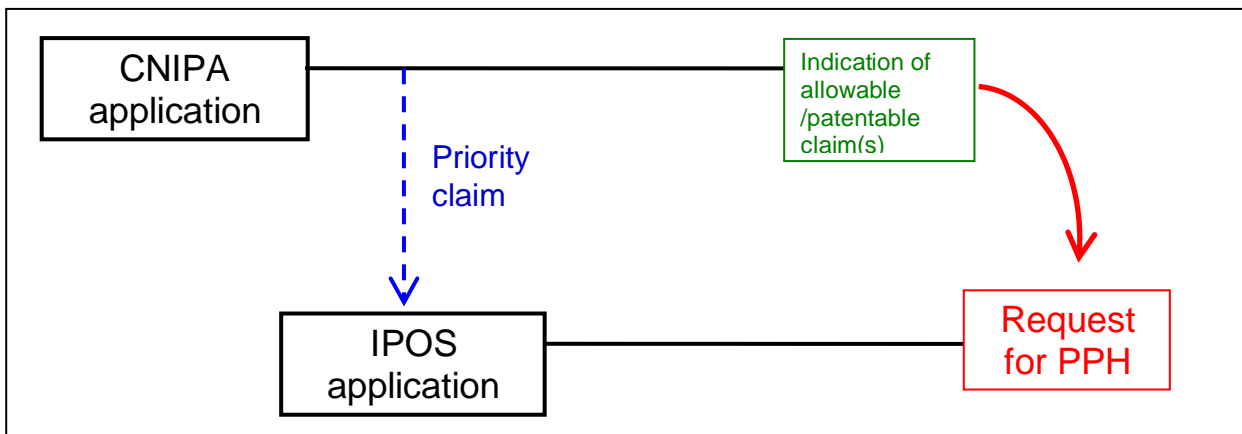 CNIPA
application
Indication of
allowable
/patentable
claim(s)
Priority
claim
IPOS
application
Request
for PPH